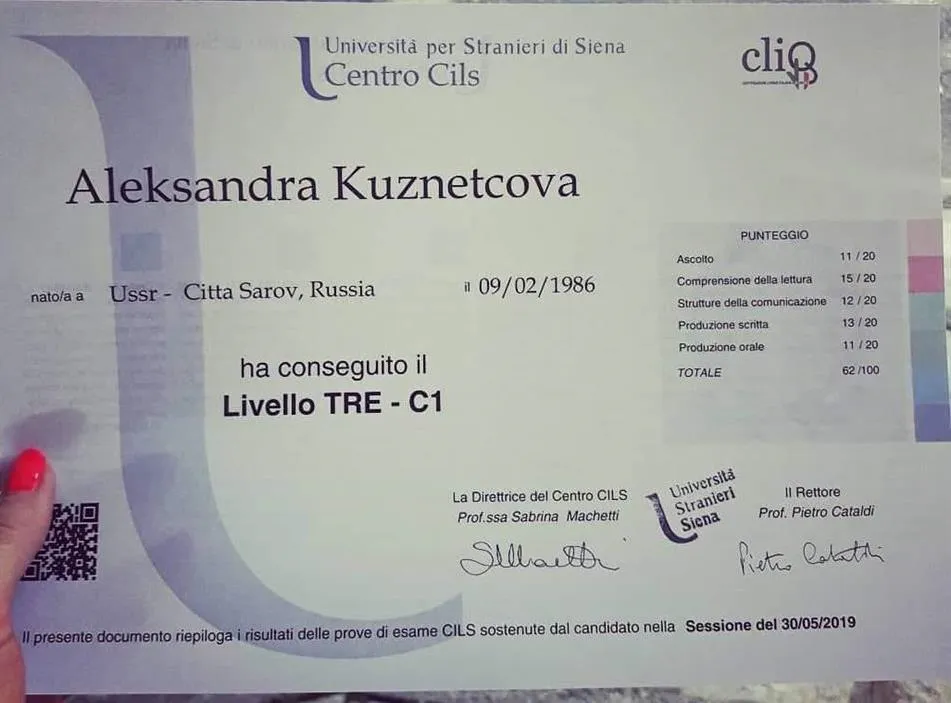 Università per Stranieri di Siena
Centro Cils
cliQ
Aleksandra Kuznetcova
nato/a a Ussr - Citta Sarov, Russia il 09/02/1986
ha conseguito il
Livello TRE - C1
PUNTEGGIO
Ascolto 11 / 20
Comprensione della lettura 15 / 20
Strutture della comunicazione 12 / 20
Produzione scritta 13 / 20
Produzione orale 11 / 20
TOTALE 62 /100
La Direttrice del Centro CILS
Prof.ssa Sabrina Machetti
Università
Stranieri
Siena
Il Rettore
Prof. Pietro Cataldi
Pietro Cataldi
Il presente documento riepiloga i risultati delle prove di esame CILS sostenute dal candidato nella Sessione del 30/05/2019